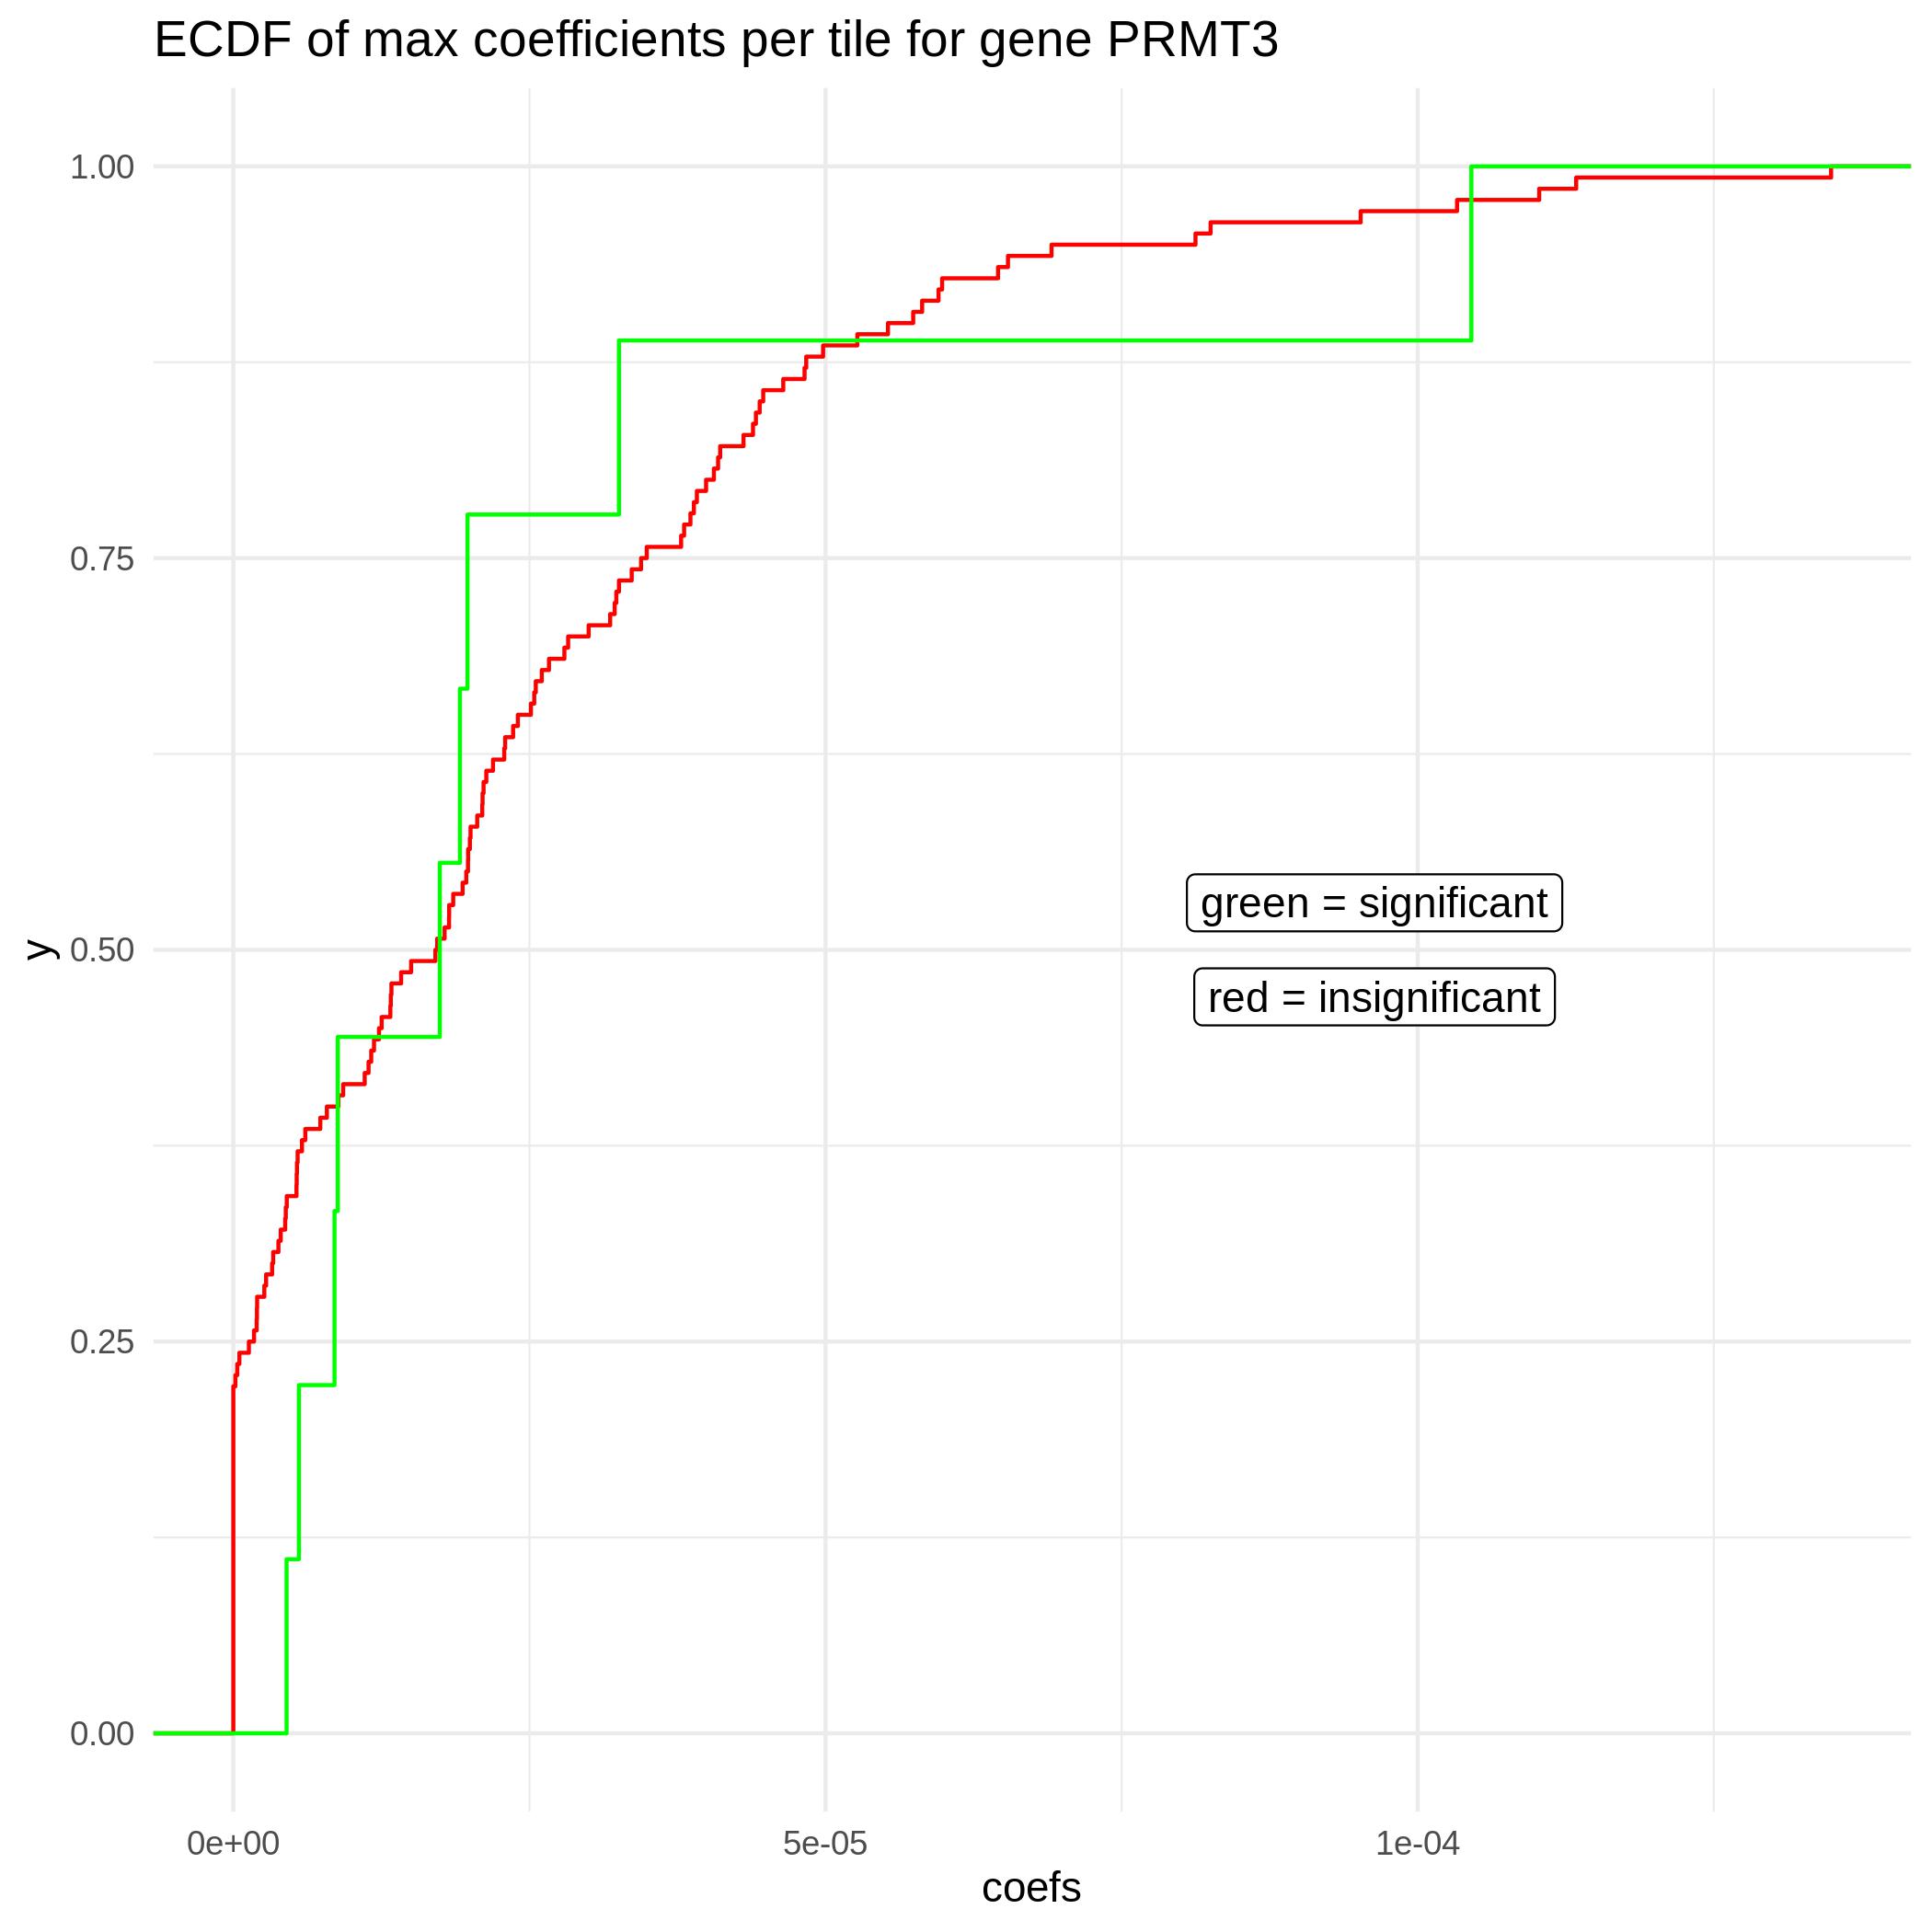 ECDF of max coefficients per tile for gene PRMT3
1.00
0.75
0.50
0.25
0.00
y
green = significant
red = insignificant
0e+00
5e-05
1e-04
coefs